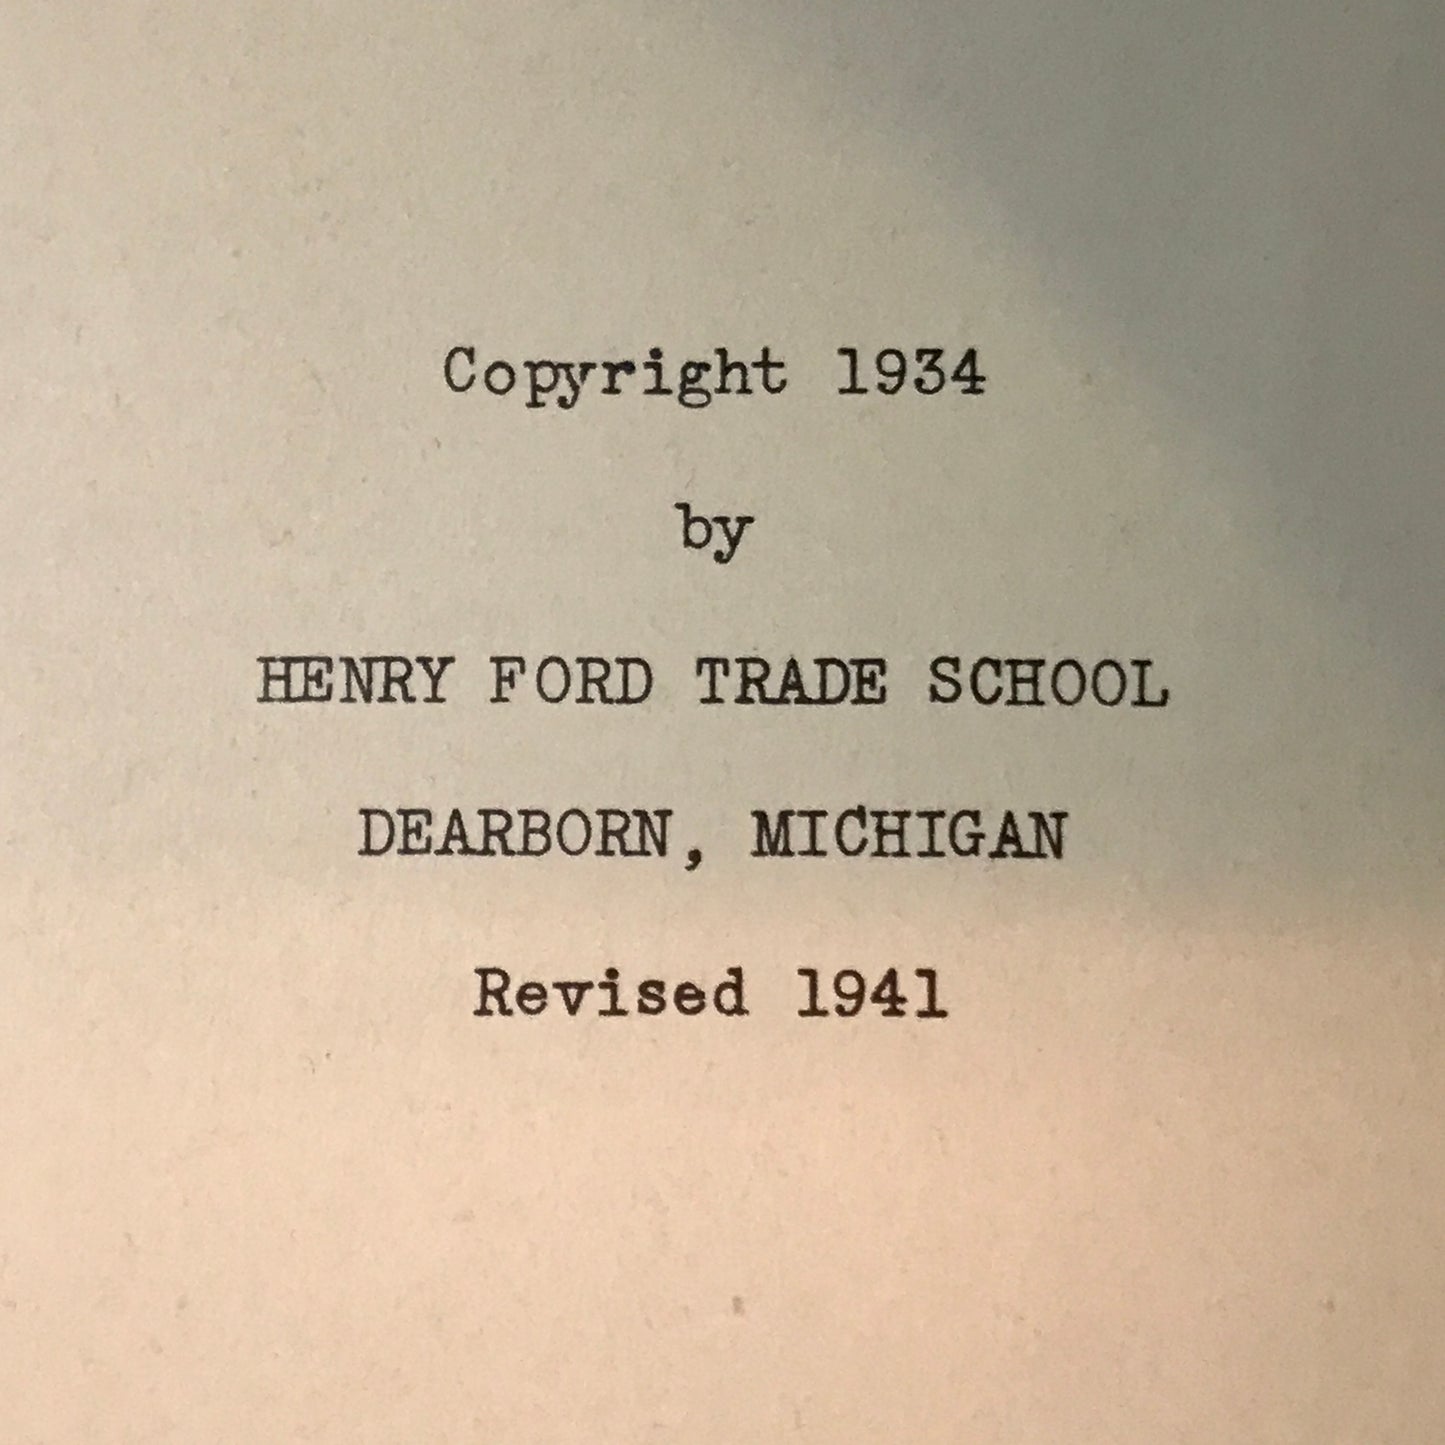 Copyright 1934
by
HENRY FORD TRADE SCHOOL
DEARBORN, MICHIGAN
Revised 1941